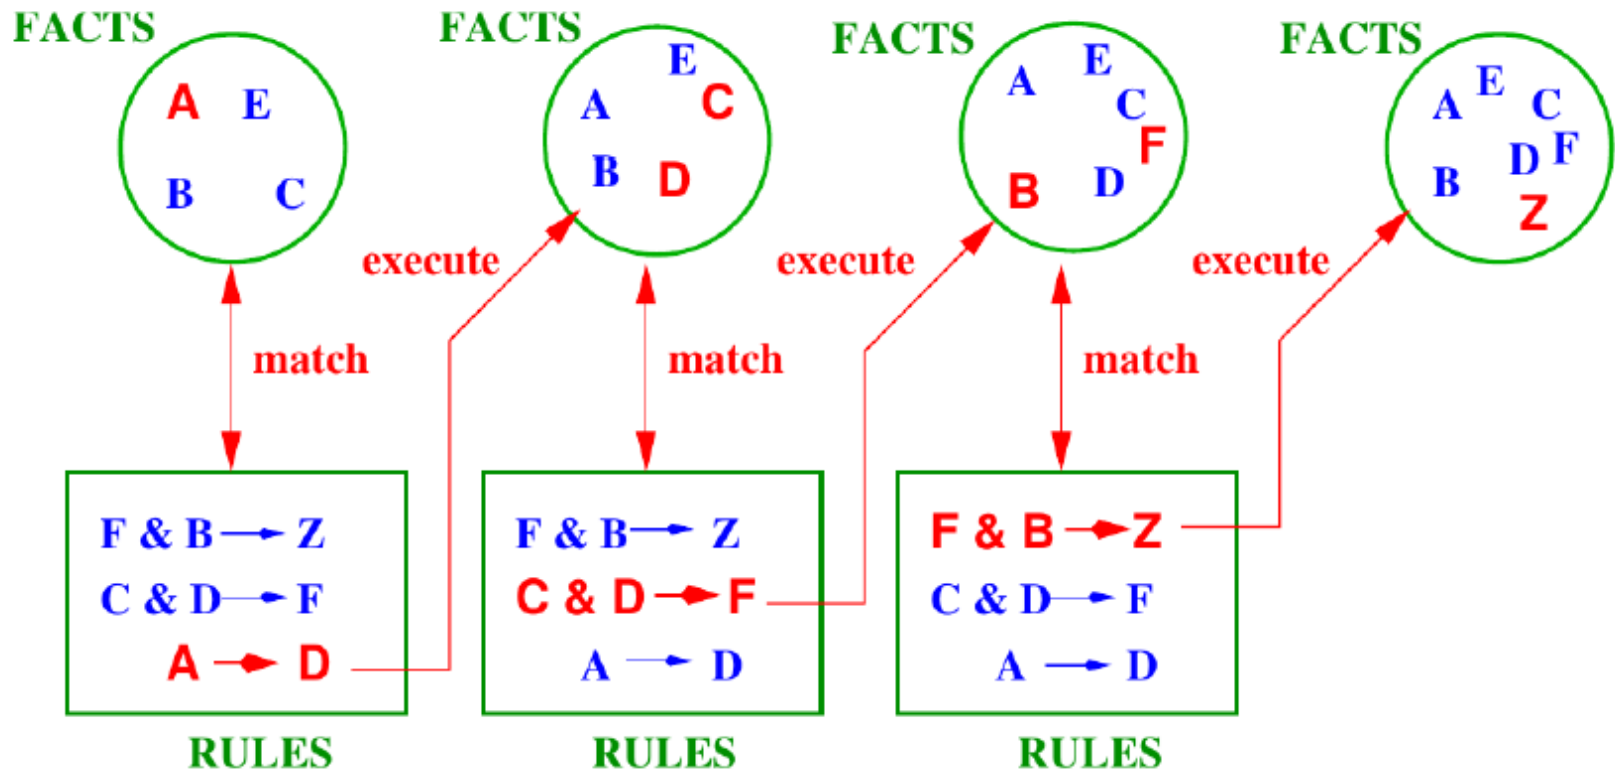 FACTS FACTS FACTS FACTS
A E
B C
E
A C
B D
A E
C
F
B D
E
A C
D F
B
Z
execute execute execute
match match match
F & B → Z
C & D → F
A → D
F & B → Z
C & D → F
A → D
F & B → Z
C & D → F
A → D
RULES RULES RULES